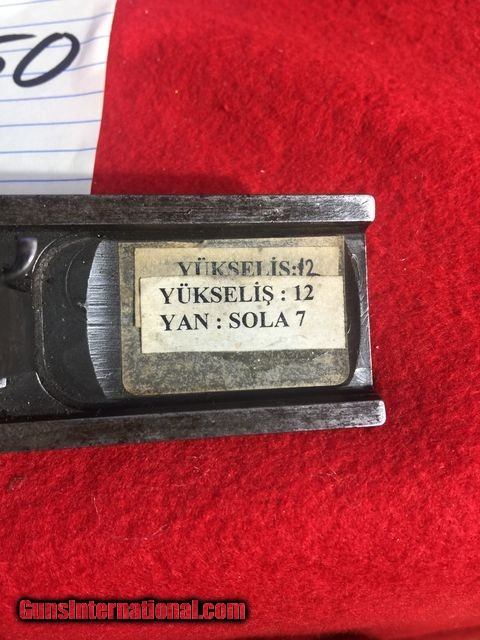 50
YÜKSELİS:12
YÜKSELİŞ : 12
YAN : SOLA 7
GunsInternational.com